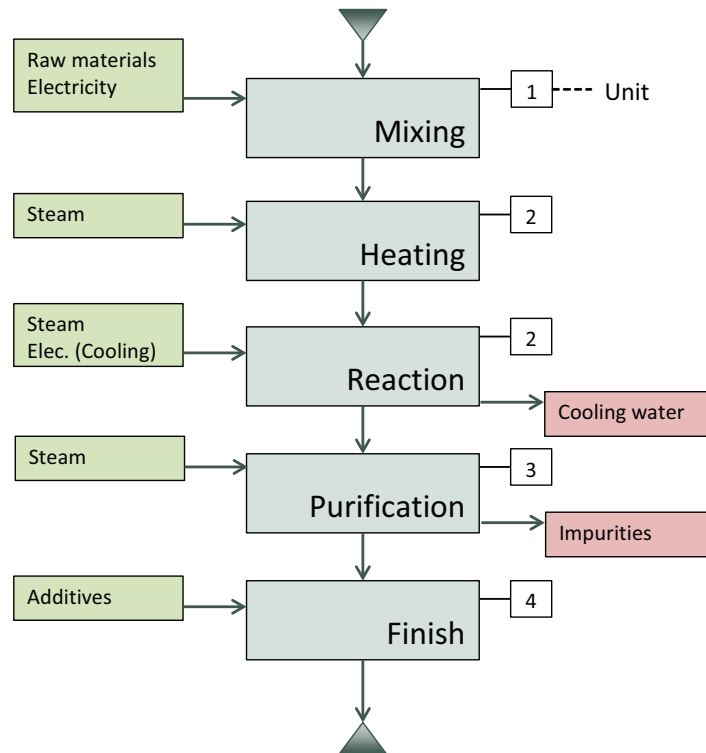 Raw materials
Electricity
1
Unit
Mixing
Steam
2
Heating
Steam
Elec. (Cooling)
2
Reaction
Cooling water
Steam
3
Purification
Impurities
Additives
4
Finish